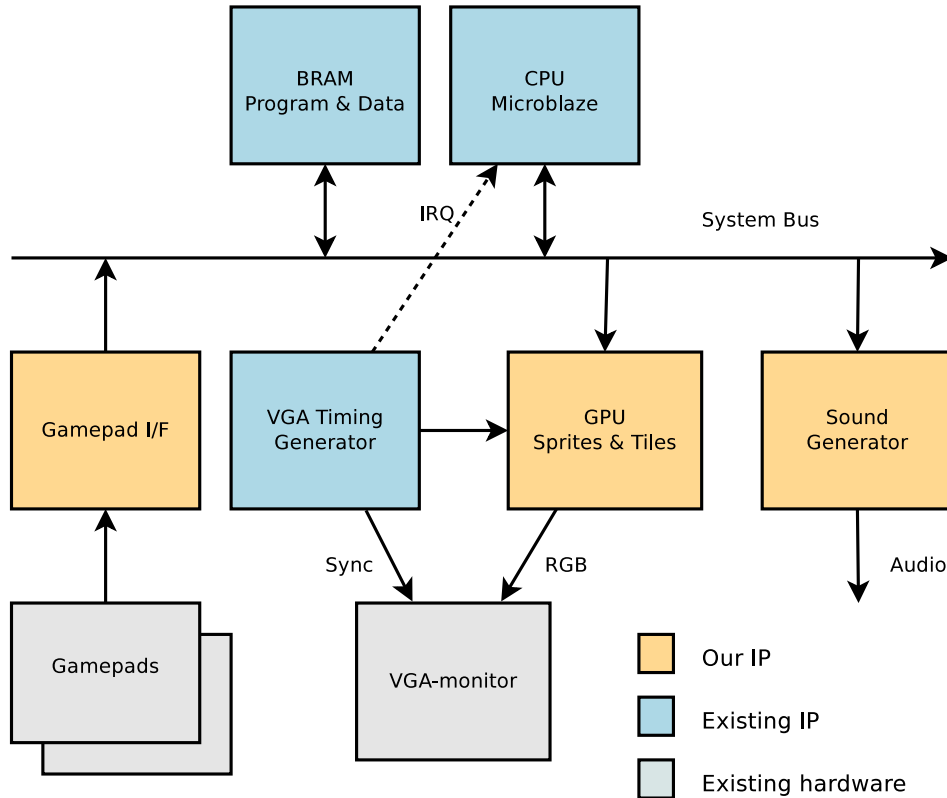 BRAM
Program & Data
CPU
Microblaze
IRQ
System Bus
Gamepad I/F
VGA Timing
Generator
GPU
Sprites & Tiles
Sound
Generator
Sync
RGB
Audio
Gamepads
VGA-monitor
Our IP
Existing IP
Existing hardware